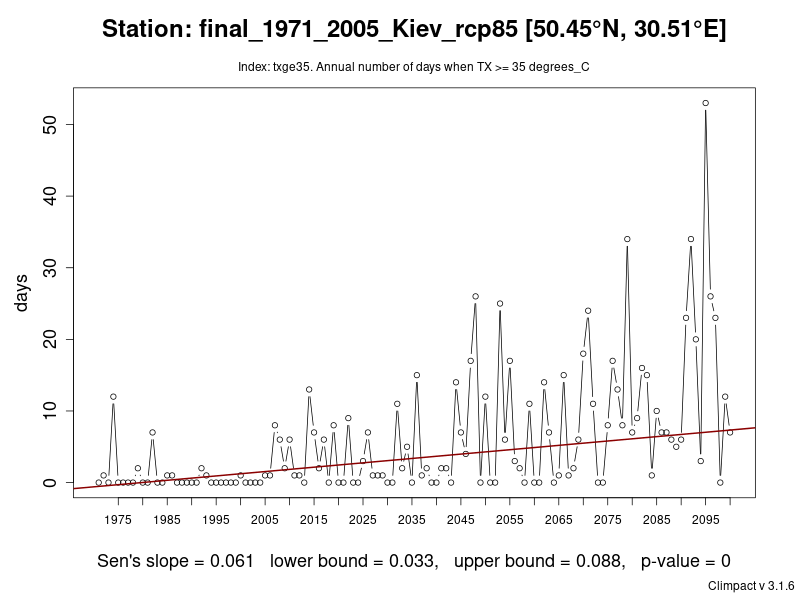 Station: final_1971_2005_Kiev_rcp85 [50.45°N, 30.51°E]
Index: txge35. Annual number of days when TX >= 35 degrees_C
50
40
30
20
10
0
days
1975 1985 1995 2005 2015 2025 2035 2045 2055 2065 2075 2085 2095
Sen's slope = 0.061 lower bound = 0.033, upper bound = 0.088, p-value = 0
Climpact v 3.1.6